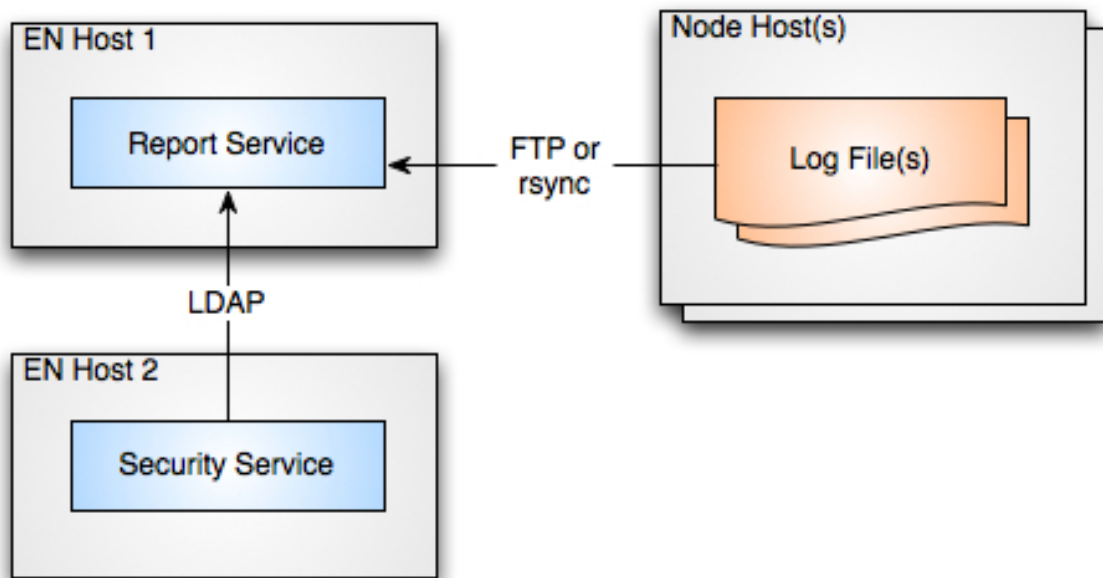 EN Host 1
Report Service
FTP or
rsync
Node Host(s)
Log File(s)
LDAP
EN Host 2
Security Service